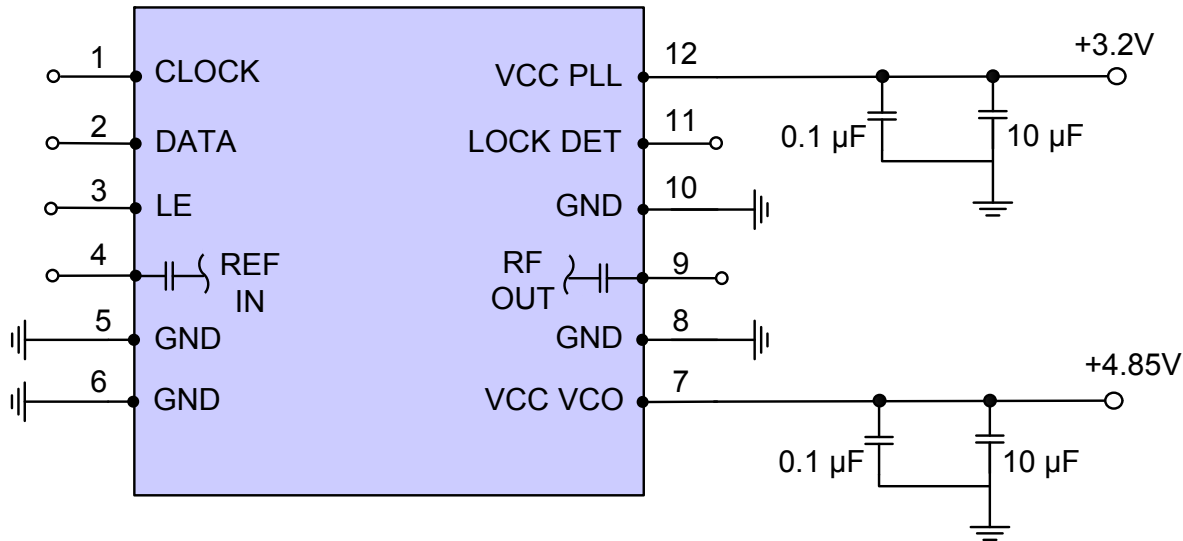 1 CLOCK
2 DATA
3 LE
4 REF
IN
5 GND
6 GND
VCC PLL 12
LOCK DET 11
GND 10
RF 9
OUT
GND 8
VCC VCO 7
+3.2V
0.1 µF 10 µF
+4.85V
0.1 µF 10 µF